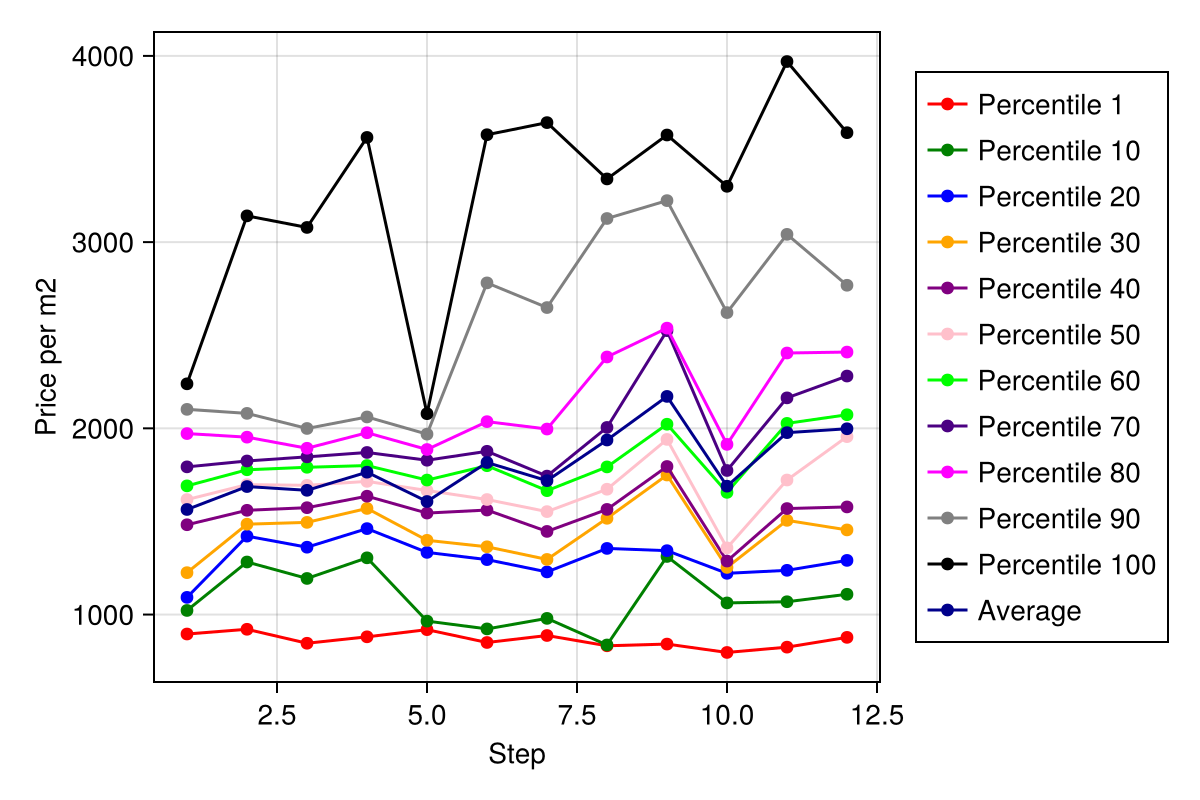 4000
3000
2000
1000
Price per m2
2.5 5.0 7.5 10.0 12.5
Step
Percentile 1
Percentile 10
Percentile 20
Percentile 30
Percentile 40
Percentile 50
Percentile 60
Percentile 70
Percentile 80
Percentile 90
Percentile 100
Average